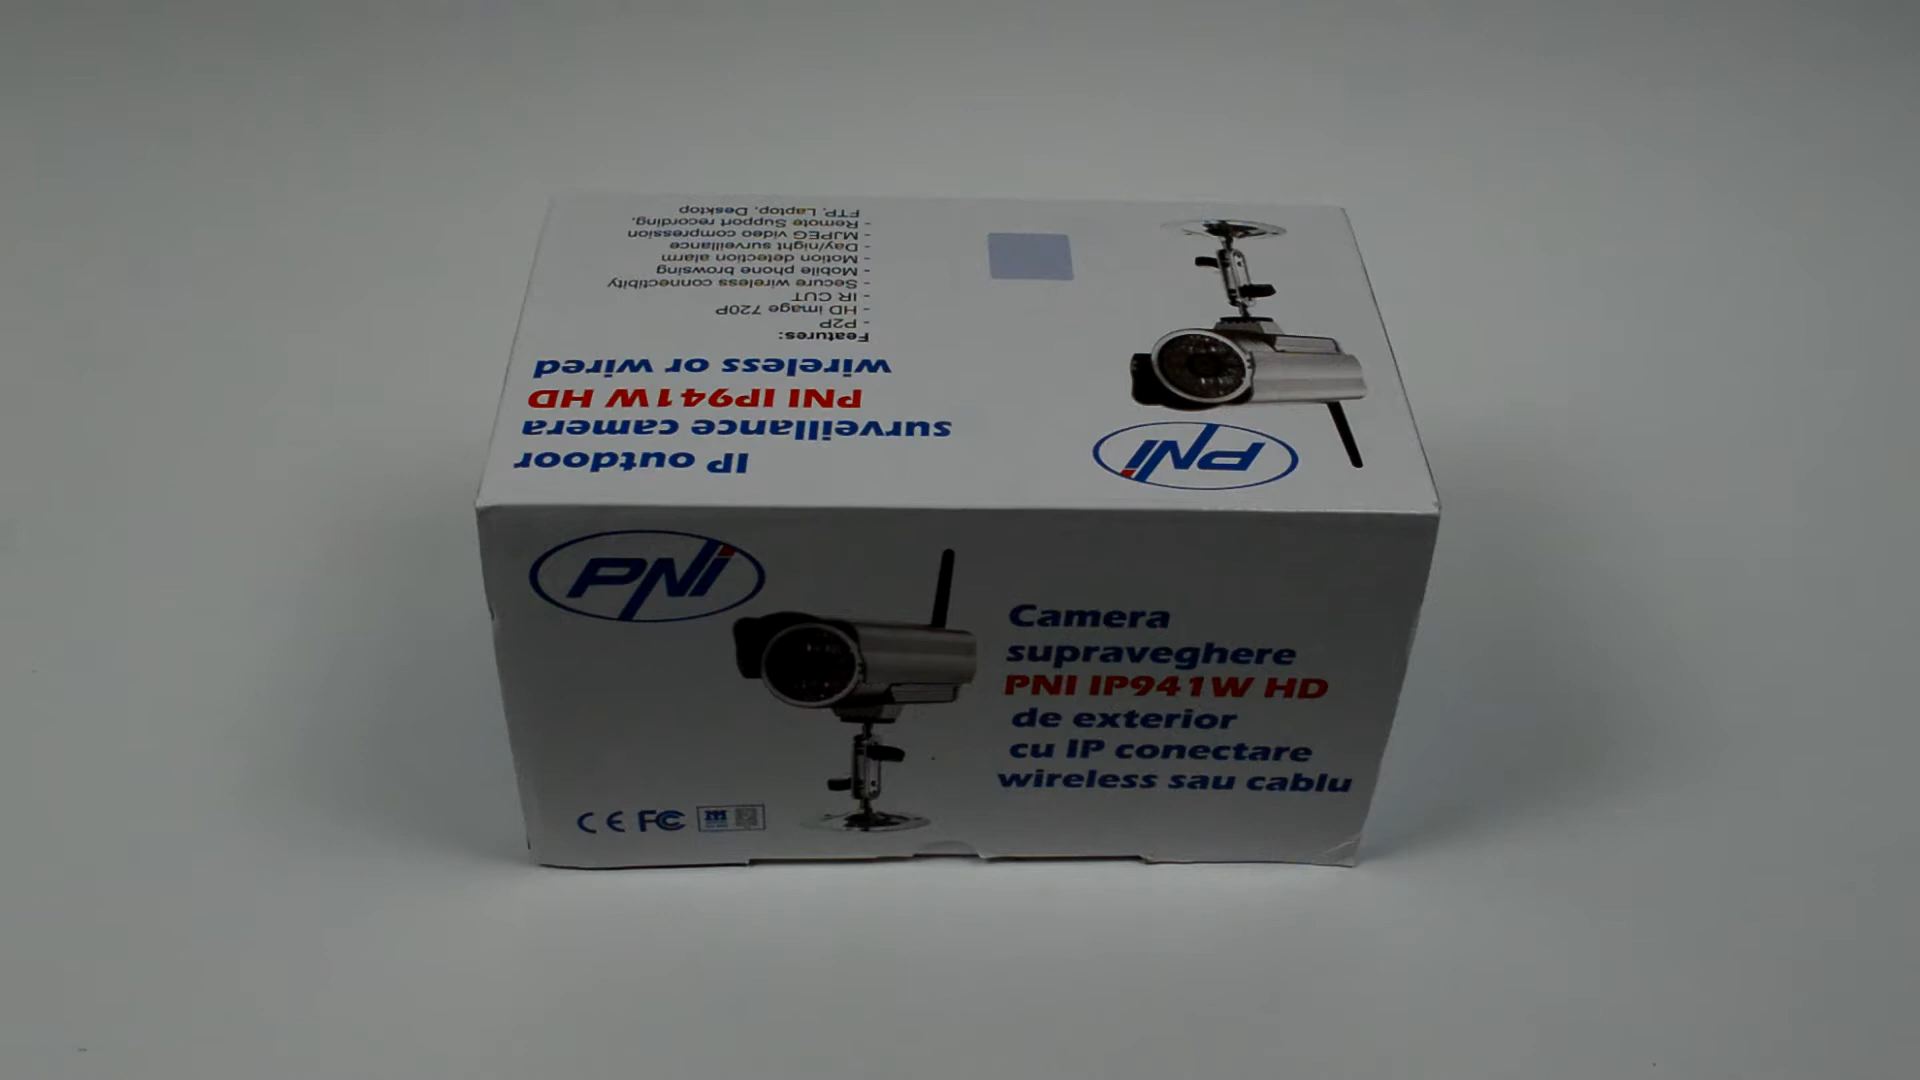 IP outdoor
surveillance camera
PNI IP941W HD
wireless or wired
Features:
- P2P
- HD image 720P
- IR CUT
- Secure wireless connectibity
- Mobile phone browsing
- Motion detection alarm
- Day/night surveillance
- MJPEG video compression
- Remote Support recording,
FTP, Laptop, Desktop
PNI
PNI
Camera
supraveghere
PNI IP941W HD
de exterior
cu IP conectare
wireless sau cablu
CE FC